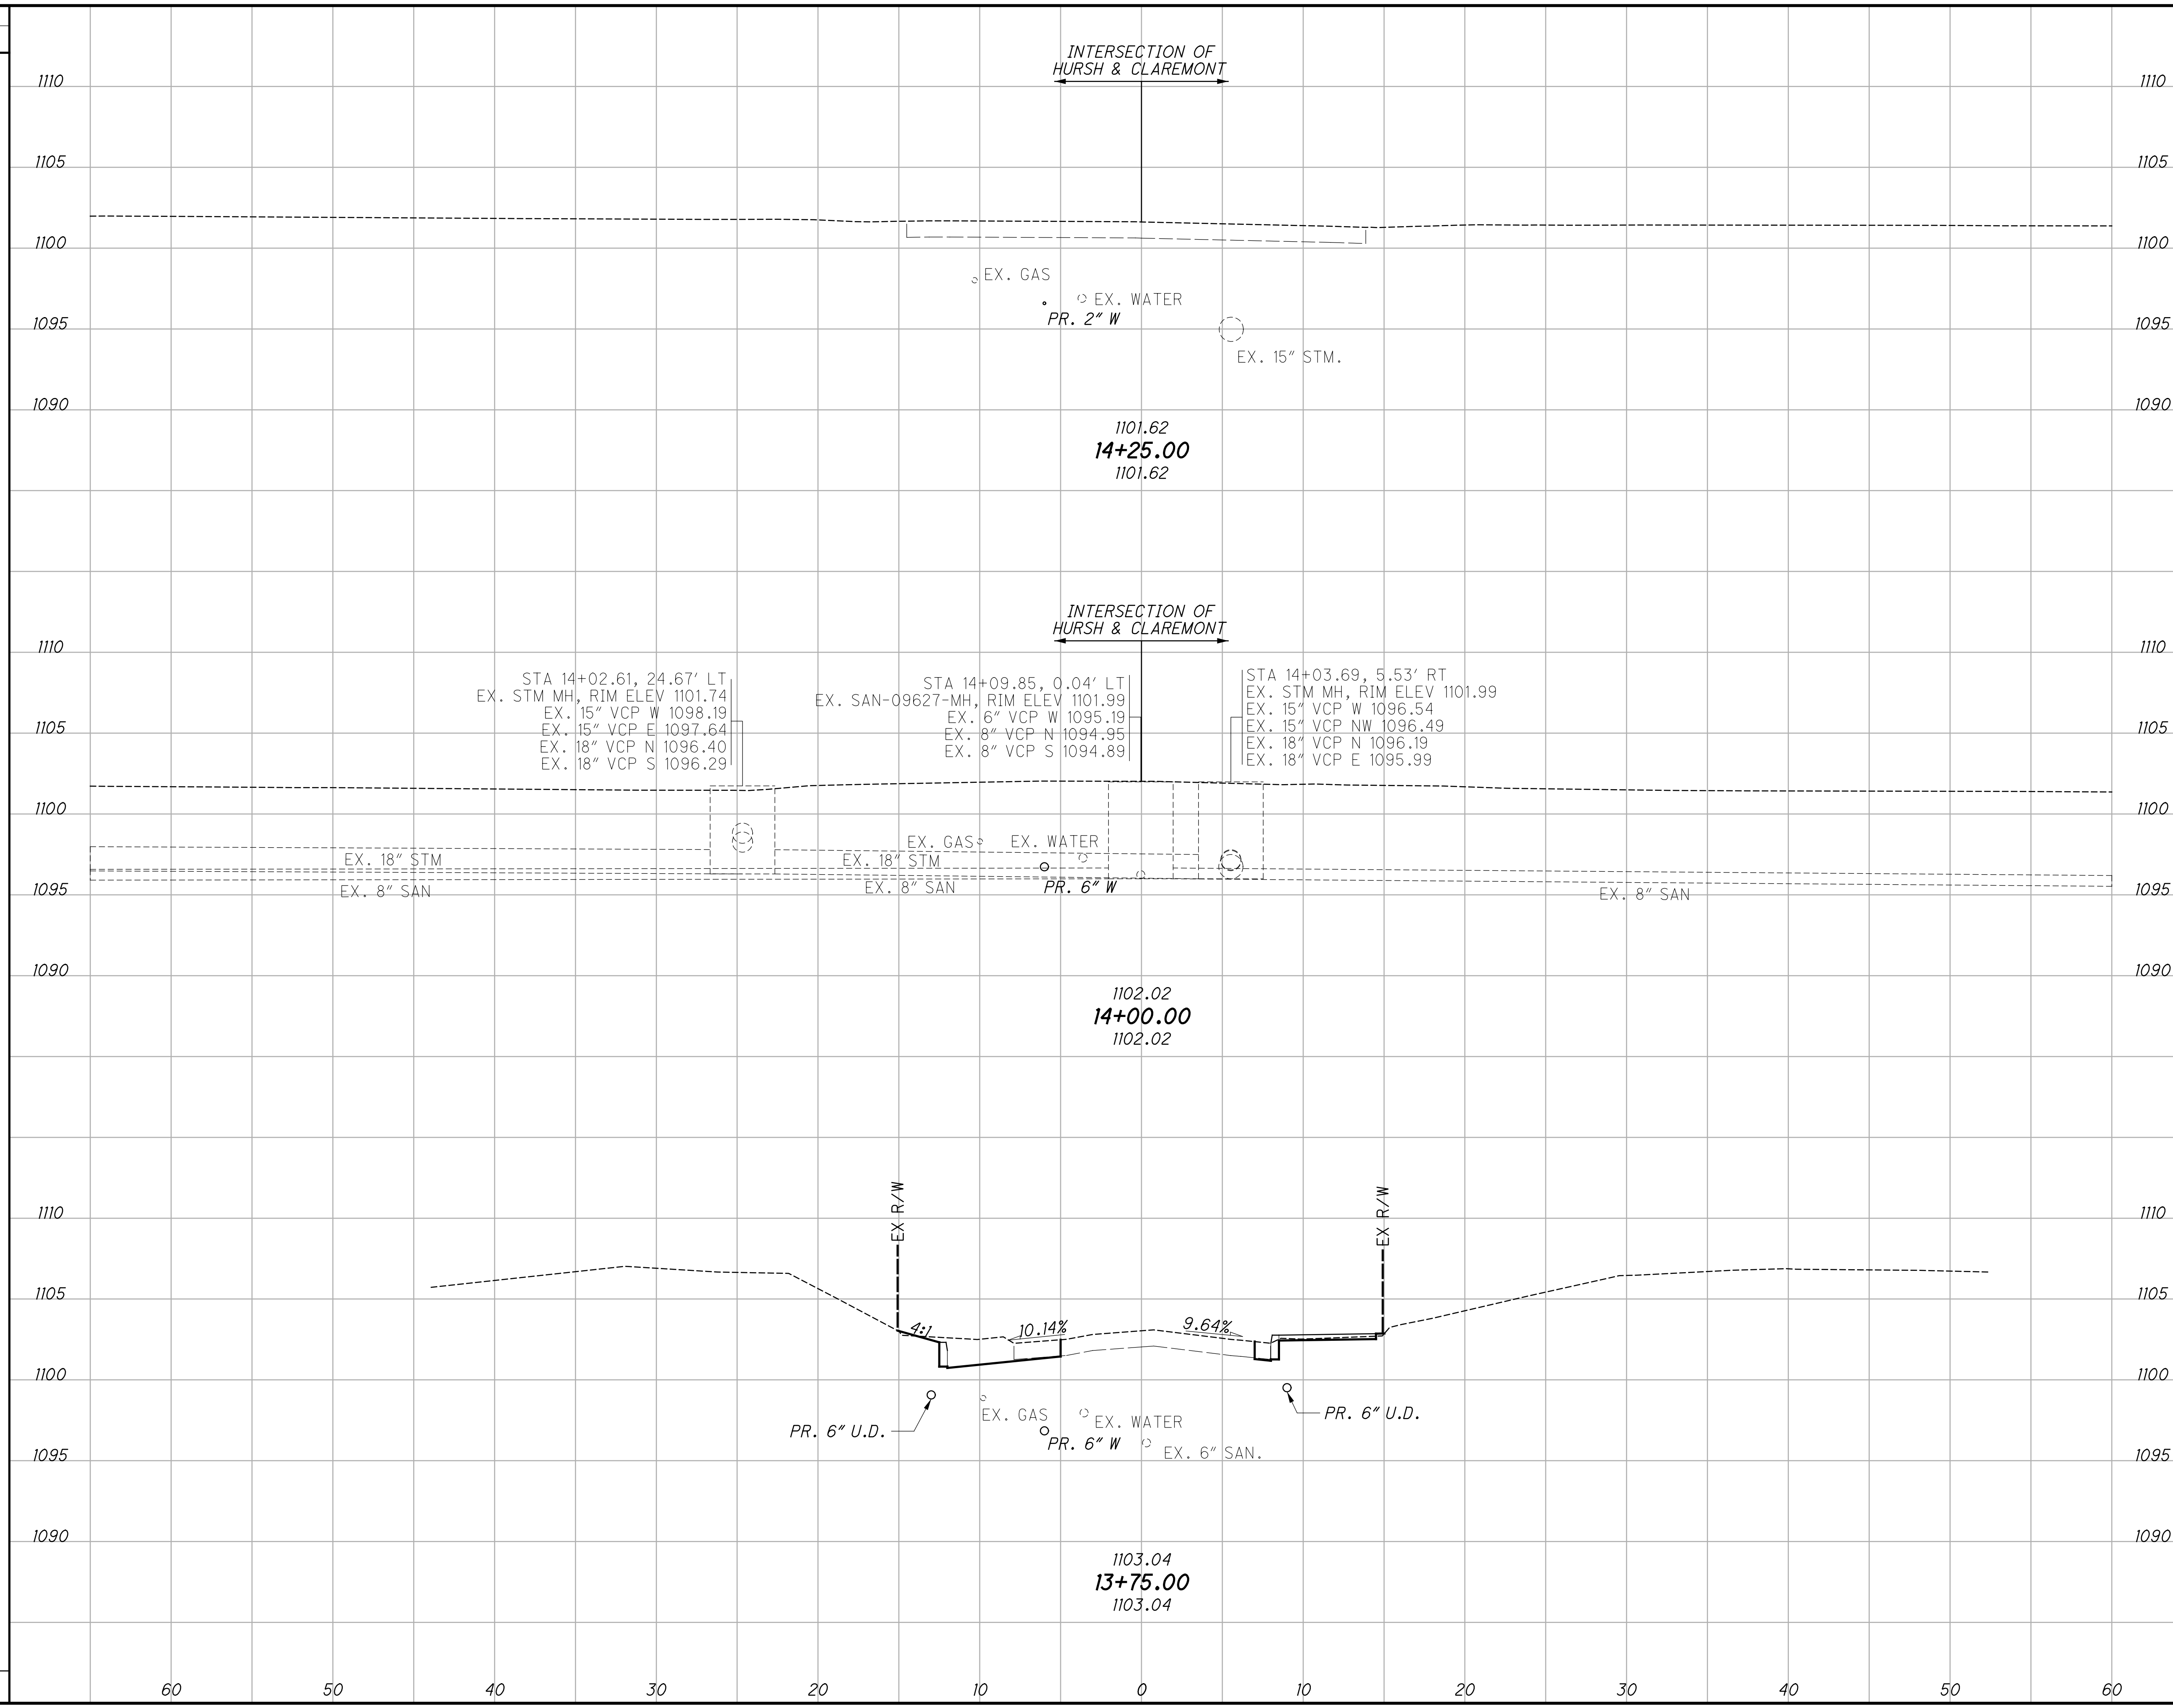 INTERSECTION OF
HURSH & CLAREMONT
1110 1110
1105 1105
1100 1100
EX. GAS
EX. WATER
PR. 2" W
1095 1095
EX. 15" STM.
1090 1090
1101.62
14+25.00
1101.62
INTERSECTION OF
HURSH & CLAREMONT
1110 1110
STA 14+02.61, 24.67' LT
EX. STM MH, RIM ELEV 1101.74
EX. 15" VCP W 1098.19
EX. 15" VCP E 1097.64
EX. 18" VCP N 1096.40
EX. 18" VCP S 1096.29
STA 14+09.85, 0.04' LT
EX. SAN-09627-MH, RIM ELEV 1101.99
EX. 6" VCP W 1095.19
EX. 8" VCP N 1094.95
EX. 8" VCP S 1094.89
STA 14+03.69, 5.53' RT
EX. STM MH, RIM ELEV 1101.99
EX. 15" VCP W 1096.54
EX. 15" VCP NW 1096.49
EX. 18" VCP N 1096.19
EX. 18" VCP E 1095.99
1105 1105
1100 1100
EX. GAS
EX. WATER
EX. 18" STM
EX. 18" STM
EX. 8" SAN
EX. 8" SAN
PR. 6" W
EX. 8" SAN
1095 1095
1090 1090
1102.02
14+00.00
1102.02
EX R/W
EX R/W
1110 1110
1105 1105
4:1
10.14%
9.64%
1100 1100
PR. 6" U.D.
EX. GAS
EX. WATER
PR. 6" W
EX. 6" SAN.
PR. 6" U.D.
1095 1095
1090 1090
1103.04
13+75.00
1103.04
60 50 40 30 20 10 0 10 20 30 40 50 60